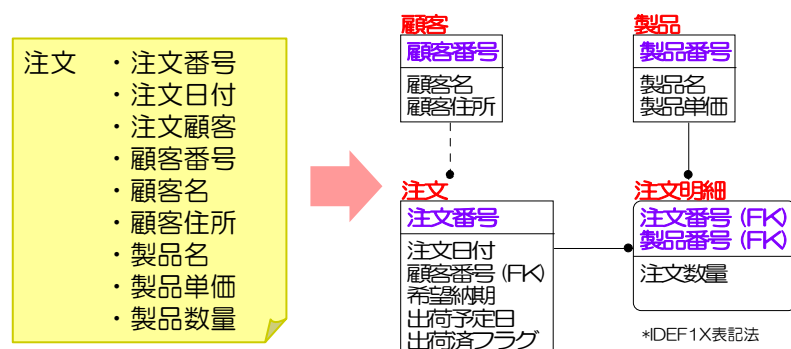 注文 ・注文番号
・注文日付
・注文顧客
・顧客番号
・顧客名
・顧客住所
・製品名
・製品単価
・製品数量
顧客
顧客番号
顧客名
顧客住所
製品
製品番号
製品名
製品単価
注文
注文番号
注文日付
顧客番号 (FK)
希望納期
出荷予定日
出荷済フラグ
注文明細
注文番号 (FK)
製品番号 (FK)
注文数量
*IDEF1X表記法